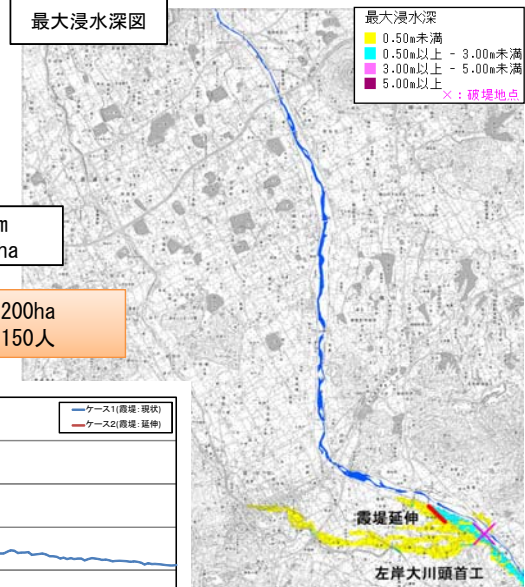 最大浸水深図
最大浸水深
0.50m未満
0.50m以上 - 3.00m未満
3.00m以上 - 5.00m未満
5.00m以上
×：破堤地点
m
ha
200ha
150人
ケース1(霞堤：現状)
ケース2(霞堤：延伸)
霞堤延伸
左岸大川頭首工